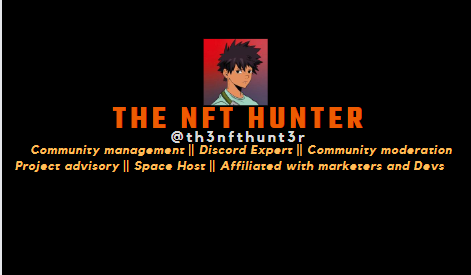 THE NFT HUNTER
@th3nfthunt3r
Community management || Discord Expert || Community moderation
Project advisory || Space Host || Affiliated with marketers and Devs